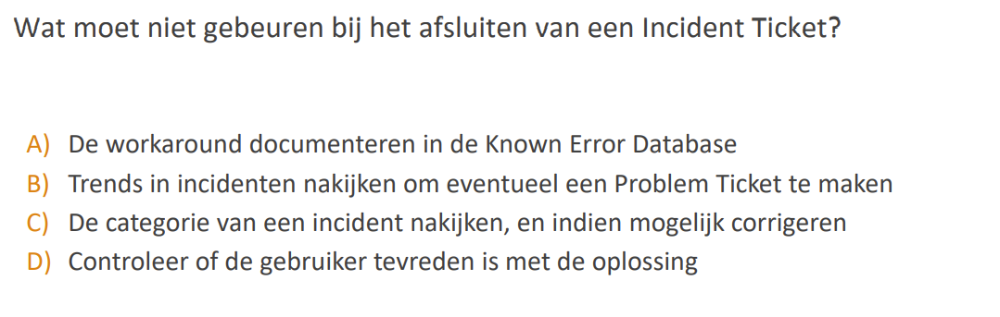 Wat moet niet gebeuren bij het afsluiten van een Incident Ticket?
A) De workaround documenteren in de Known Error Database
B) Trends in incidenten nakijken om eventueel een Problem Ticket te maken
C) De categorie van een incident nakijken, en indien mogelijk corrigeren
D) Controleer of de gebruiker tevreden is met de oplossing